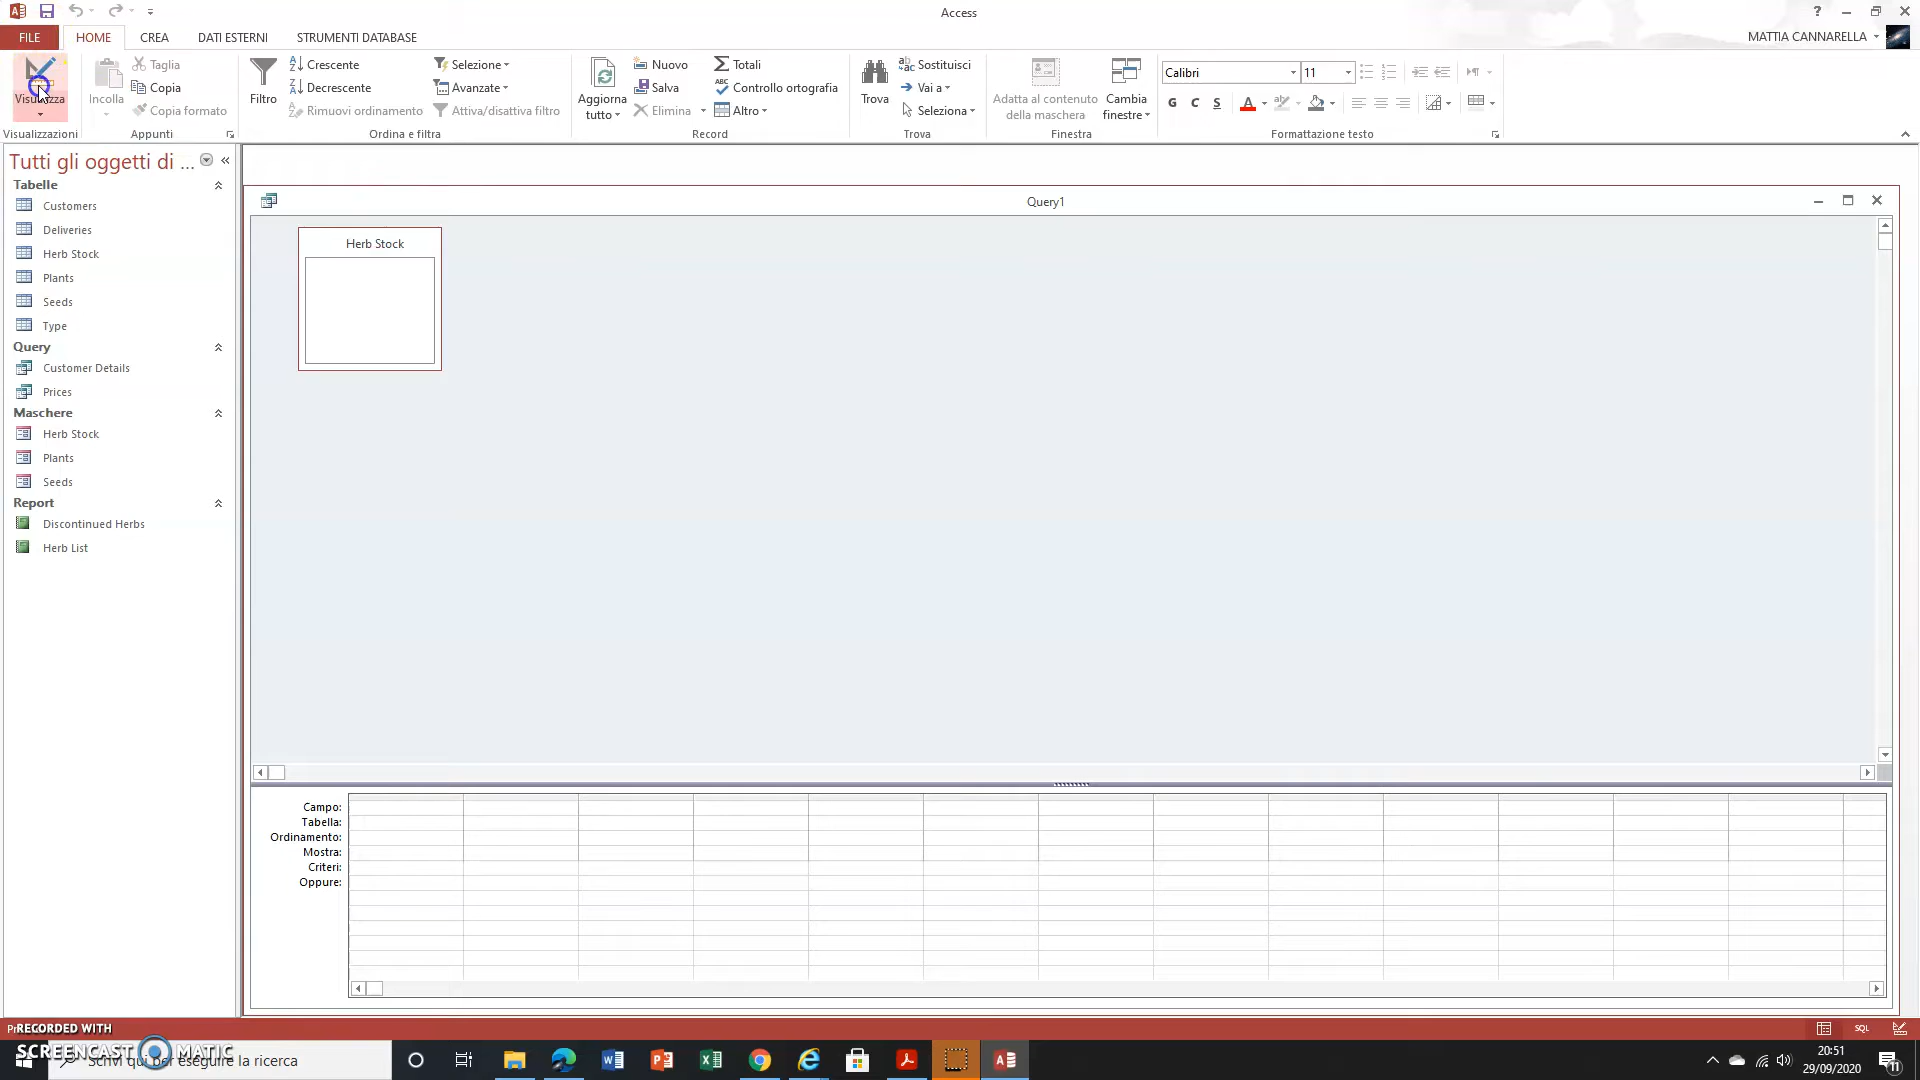 Access
?
FILE HOME CREA DATI ESTERNI STRUMENTI DATABASE MATTIA CANNARELLA
Visualizza
Visualizzazioni
Incolla
Taglia
Copia
Copia formato
Appunti
Filtro
Crescente
Decrescente
Rimuovi ordinamento
Selezione
Avanzate
Attiva/disattiva filtro
Ordina e filtra
Aggiorna
tutto
Nuovo
Salva
Elimina
Totali
Controllo ortografia
Altro
Record
Trova
Sostituisci
Vai a
Seleziona
Trova
Adatta al contenuto
della maschera
Cambia
finestre
Finestra
Calibri 11
G C S A
Formattazione testo
Tutti gli oggetti di ...
Tabelle
Customers
Deliveries
Herb Stock
Plants
Seeds
Type
Query
Customer Details
Prices
Maschere
Herb Stock
Plants
Seeds
Report
Discontinued Herbs
Herb List
Query1
Herb Stock
Campo:
Tabella:
Ordinamento:
Mostra:
Criteri:
Oppure:
RECORDED WITH
SCREENCAST MATIC
SQL
Scrivi qui per eseguire la ricerca
20:51
29/09/2020
11